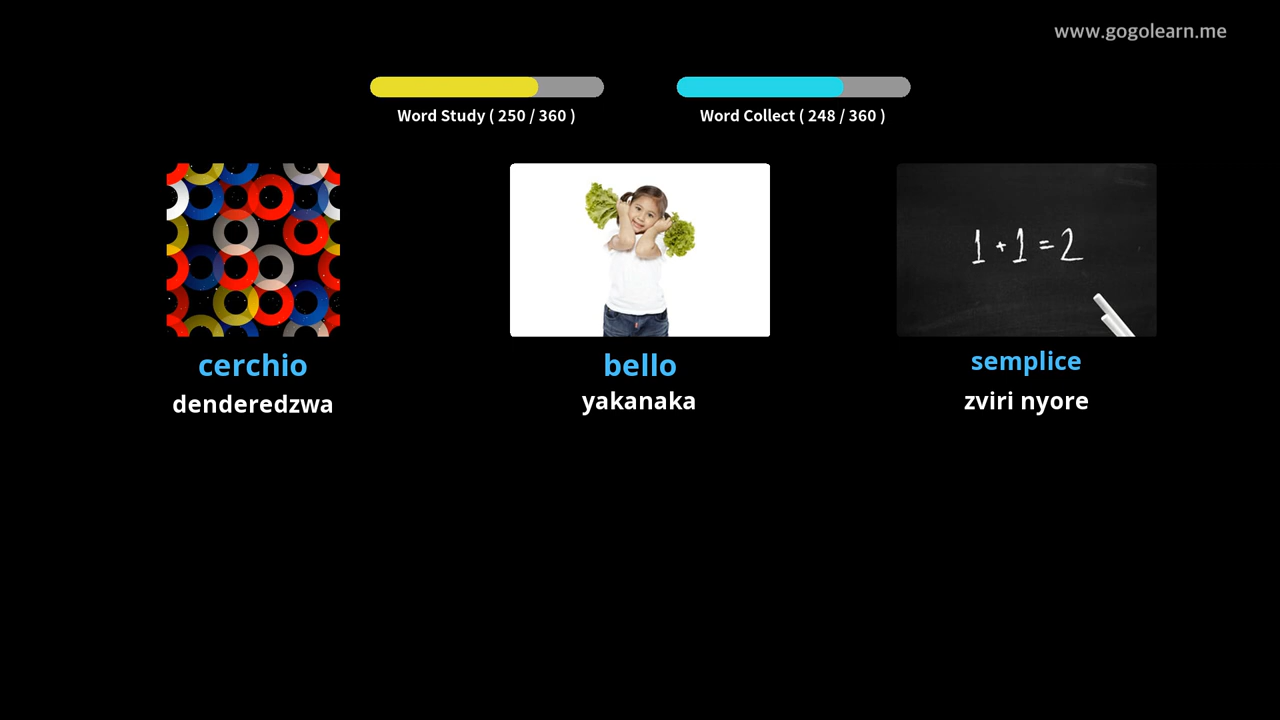 www.gogolearn.me
Word Study ( 250 / 360 )
Word Collect ( 248 / 360 )
1 + 1 = 2
cerchio
bello
semplice
denderedzwa
yakanaka
zviri nyore